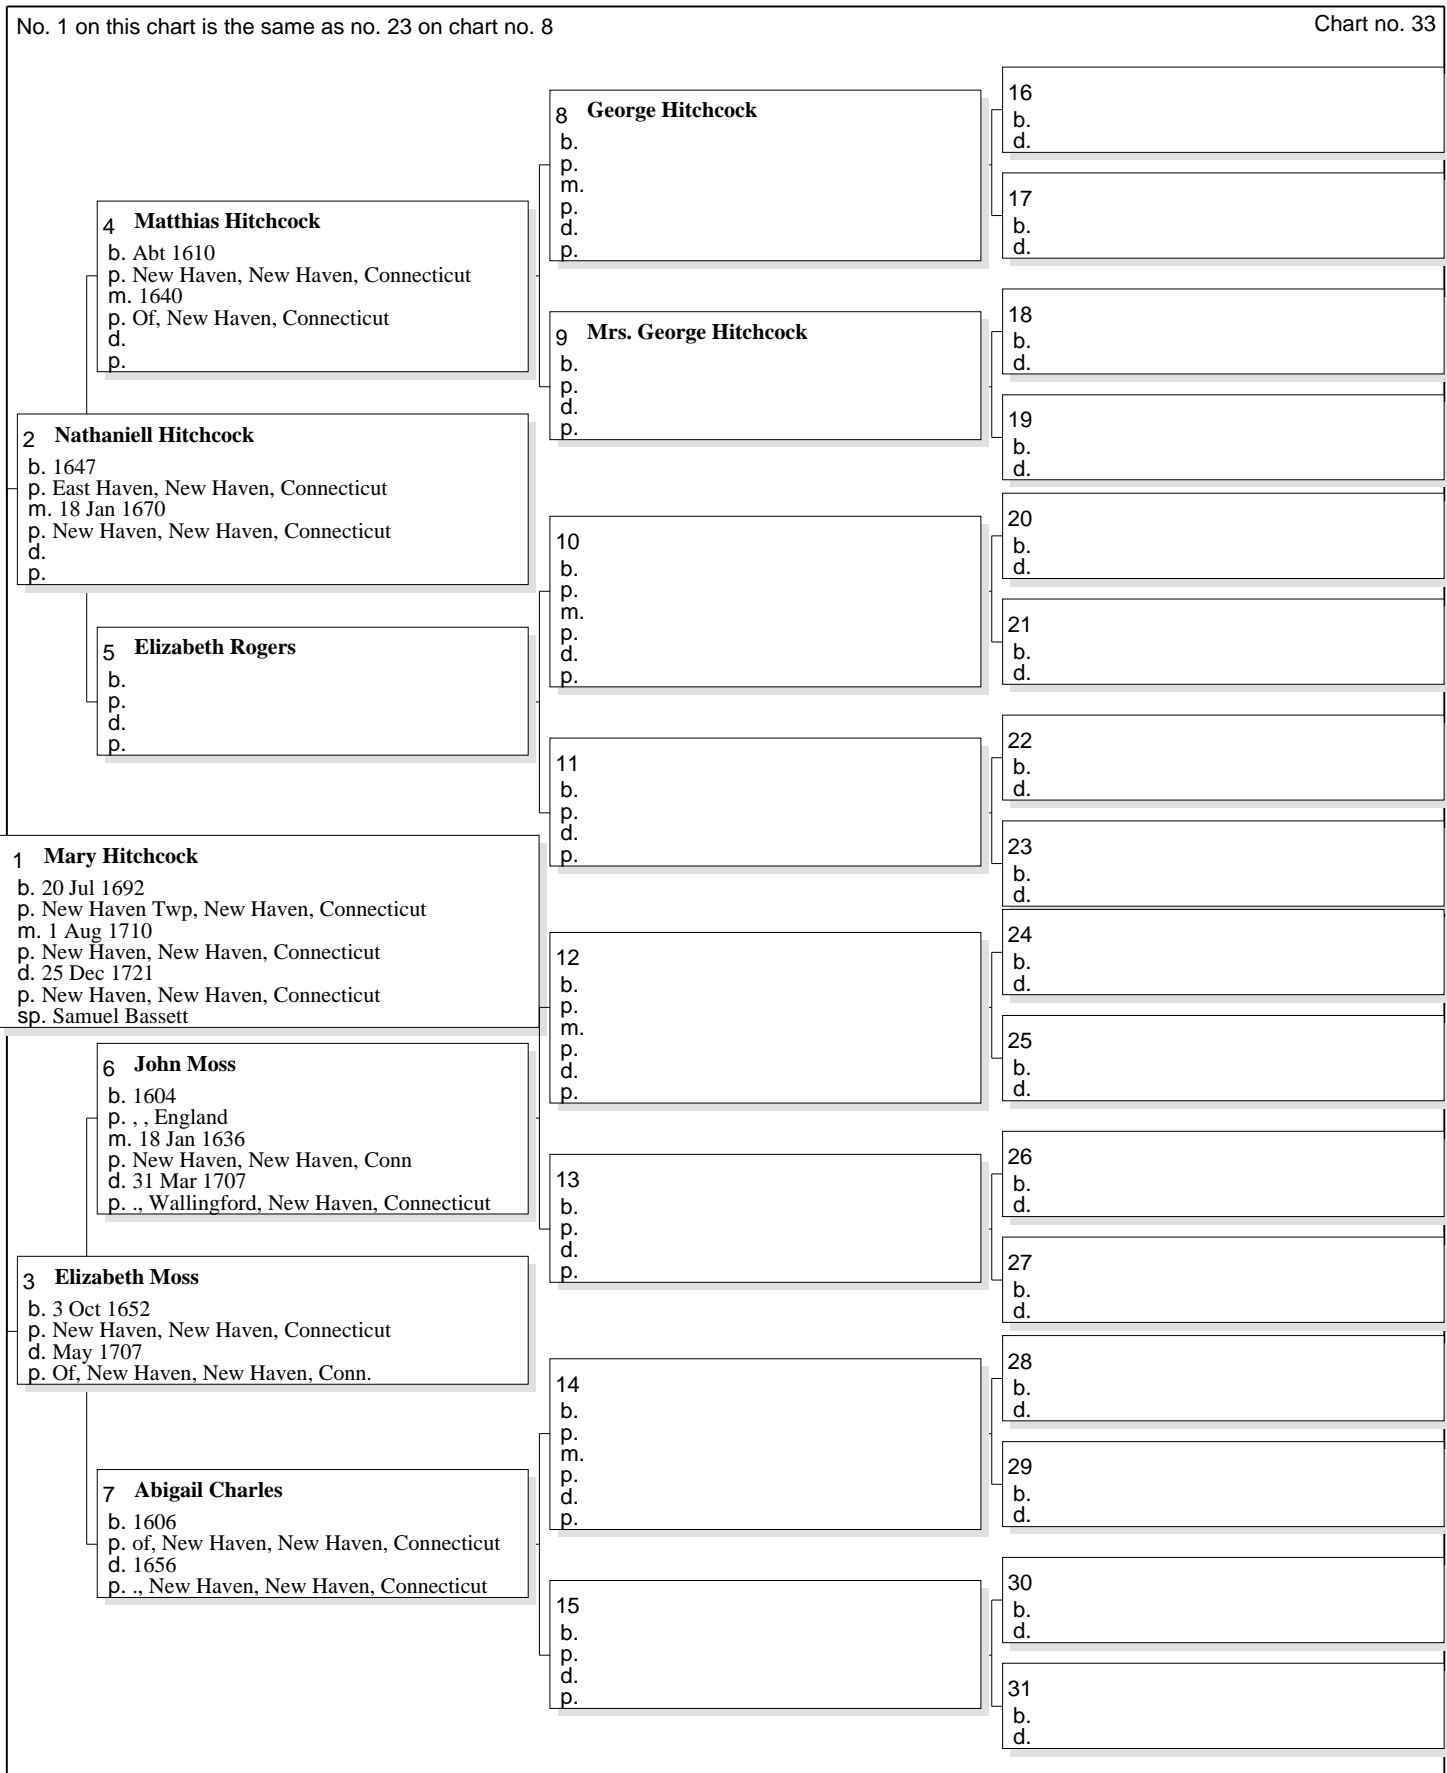 No. 1 on this chart is the same as no. 23 on chart no. 8
Chart no. 33
8 George Hitchcock
b.
p.
m.
p.
d.
p.
16
b.
d.
17
b.
d.
4 Matthias Hitchcock
b. Abt 1610
p. New Haven, New Haven, Connecticut
m. 1640
p. Of, New Haven, Connecticut
d.
p.
9 Mrs. George Hitchcock
b.
p.
d.
p.
18
b.
d.
19
b.
d.
2 Nathaniell Hitchcock
b. 1647
p. East Haven, New Haven, Connecticut
m. 18 Jan 1670
p. New Haven, New Haven, Connecticut
d.
p.
10
b.
p.
m.
p.
d.
p.
20
b.
d.
21
b.
d.
5 Elizabeth Rogers
b.
p.
d.
p.
11
b.
p.
d.
p.
22
b.
d.
23
b.
d.
1 Mary Hitchcock
b. 20 Jul 1692
p. New Haven Twp, New Haven, Connecticut
m. 1 Aug 1710
p. New Haven, New Haven, Connecticut
d. 25 Dec 1721
p. New Haven, New Haven, Connecticut
sp. Samuel Bassett
12
b.
p.
m.
p.
d.
p.
24
b.
d.
25
b.
d.
6 John Moss
b. 1604
p. , , England
m. 18 Jan 1636
p. New Haven, New Haven, Conn
d. 31 Mar 1707
p. ., Wallingford, New Haven, Connecticut
13
b.
p.
d.
p.
26
b.
d.
27
b.
d.
3 Elizabeth Moss
b. 3 Oct 1652
p. New Haven, New Haven, Connecticut
d. May 1707
p. Of, New Haven, New Haven, Conn.
14
b.
p.
m.
p.
d.
p.
28
b.
d.
29
b.
d.
7 Abigail Charles
b. 1606
p. of, New Haven, New Haven, Connecticut
d. 1656
p. ., New Haven, New Haven, Connecticut
15
b.
p.
d.
p.
30
b.
d.
31
b.
d.